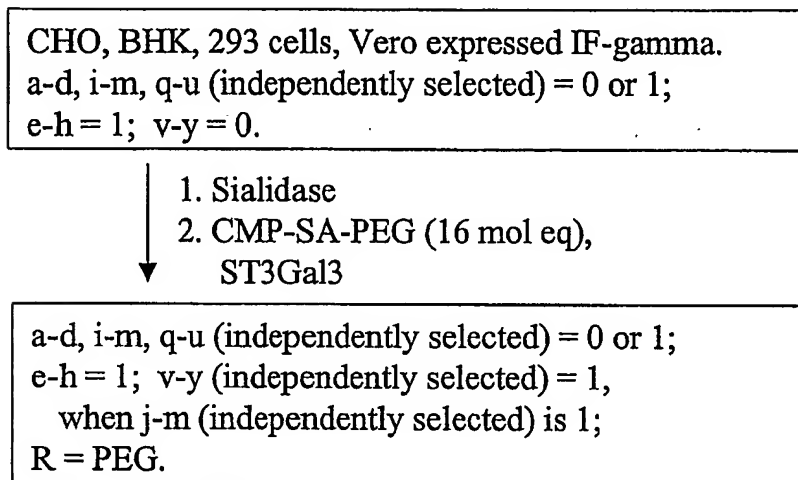 CHO, BHK, 293 cells, Vero expressed IF-gamma.
a-d, i-m, q-u (independently selected) = 0 or 1;
e-h = 1; v-y = 0.
1. Sialidase
2. CMP-SA-PEG (16 mol eq),
ST3Gal3
a-d, i-m, q-u (independently selected) = 0 or 1;
e-h = 1; v-y (independently selected) = 1,
when j-m (independently selected) is 1;
R = PEG.